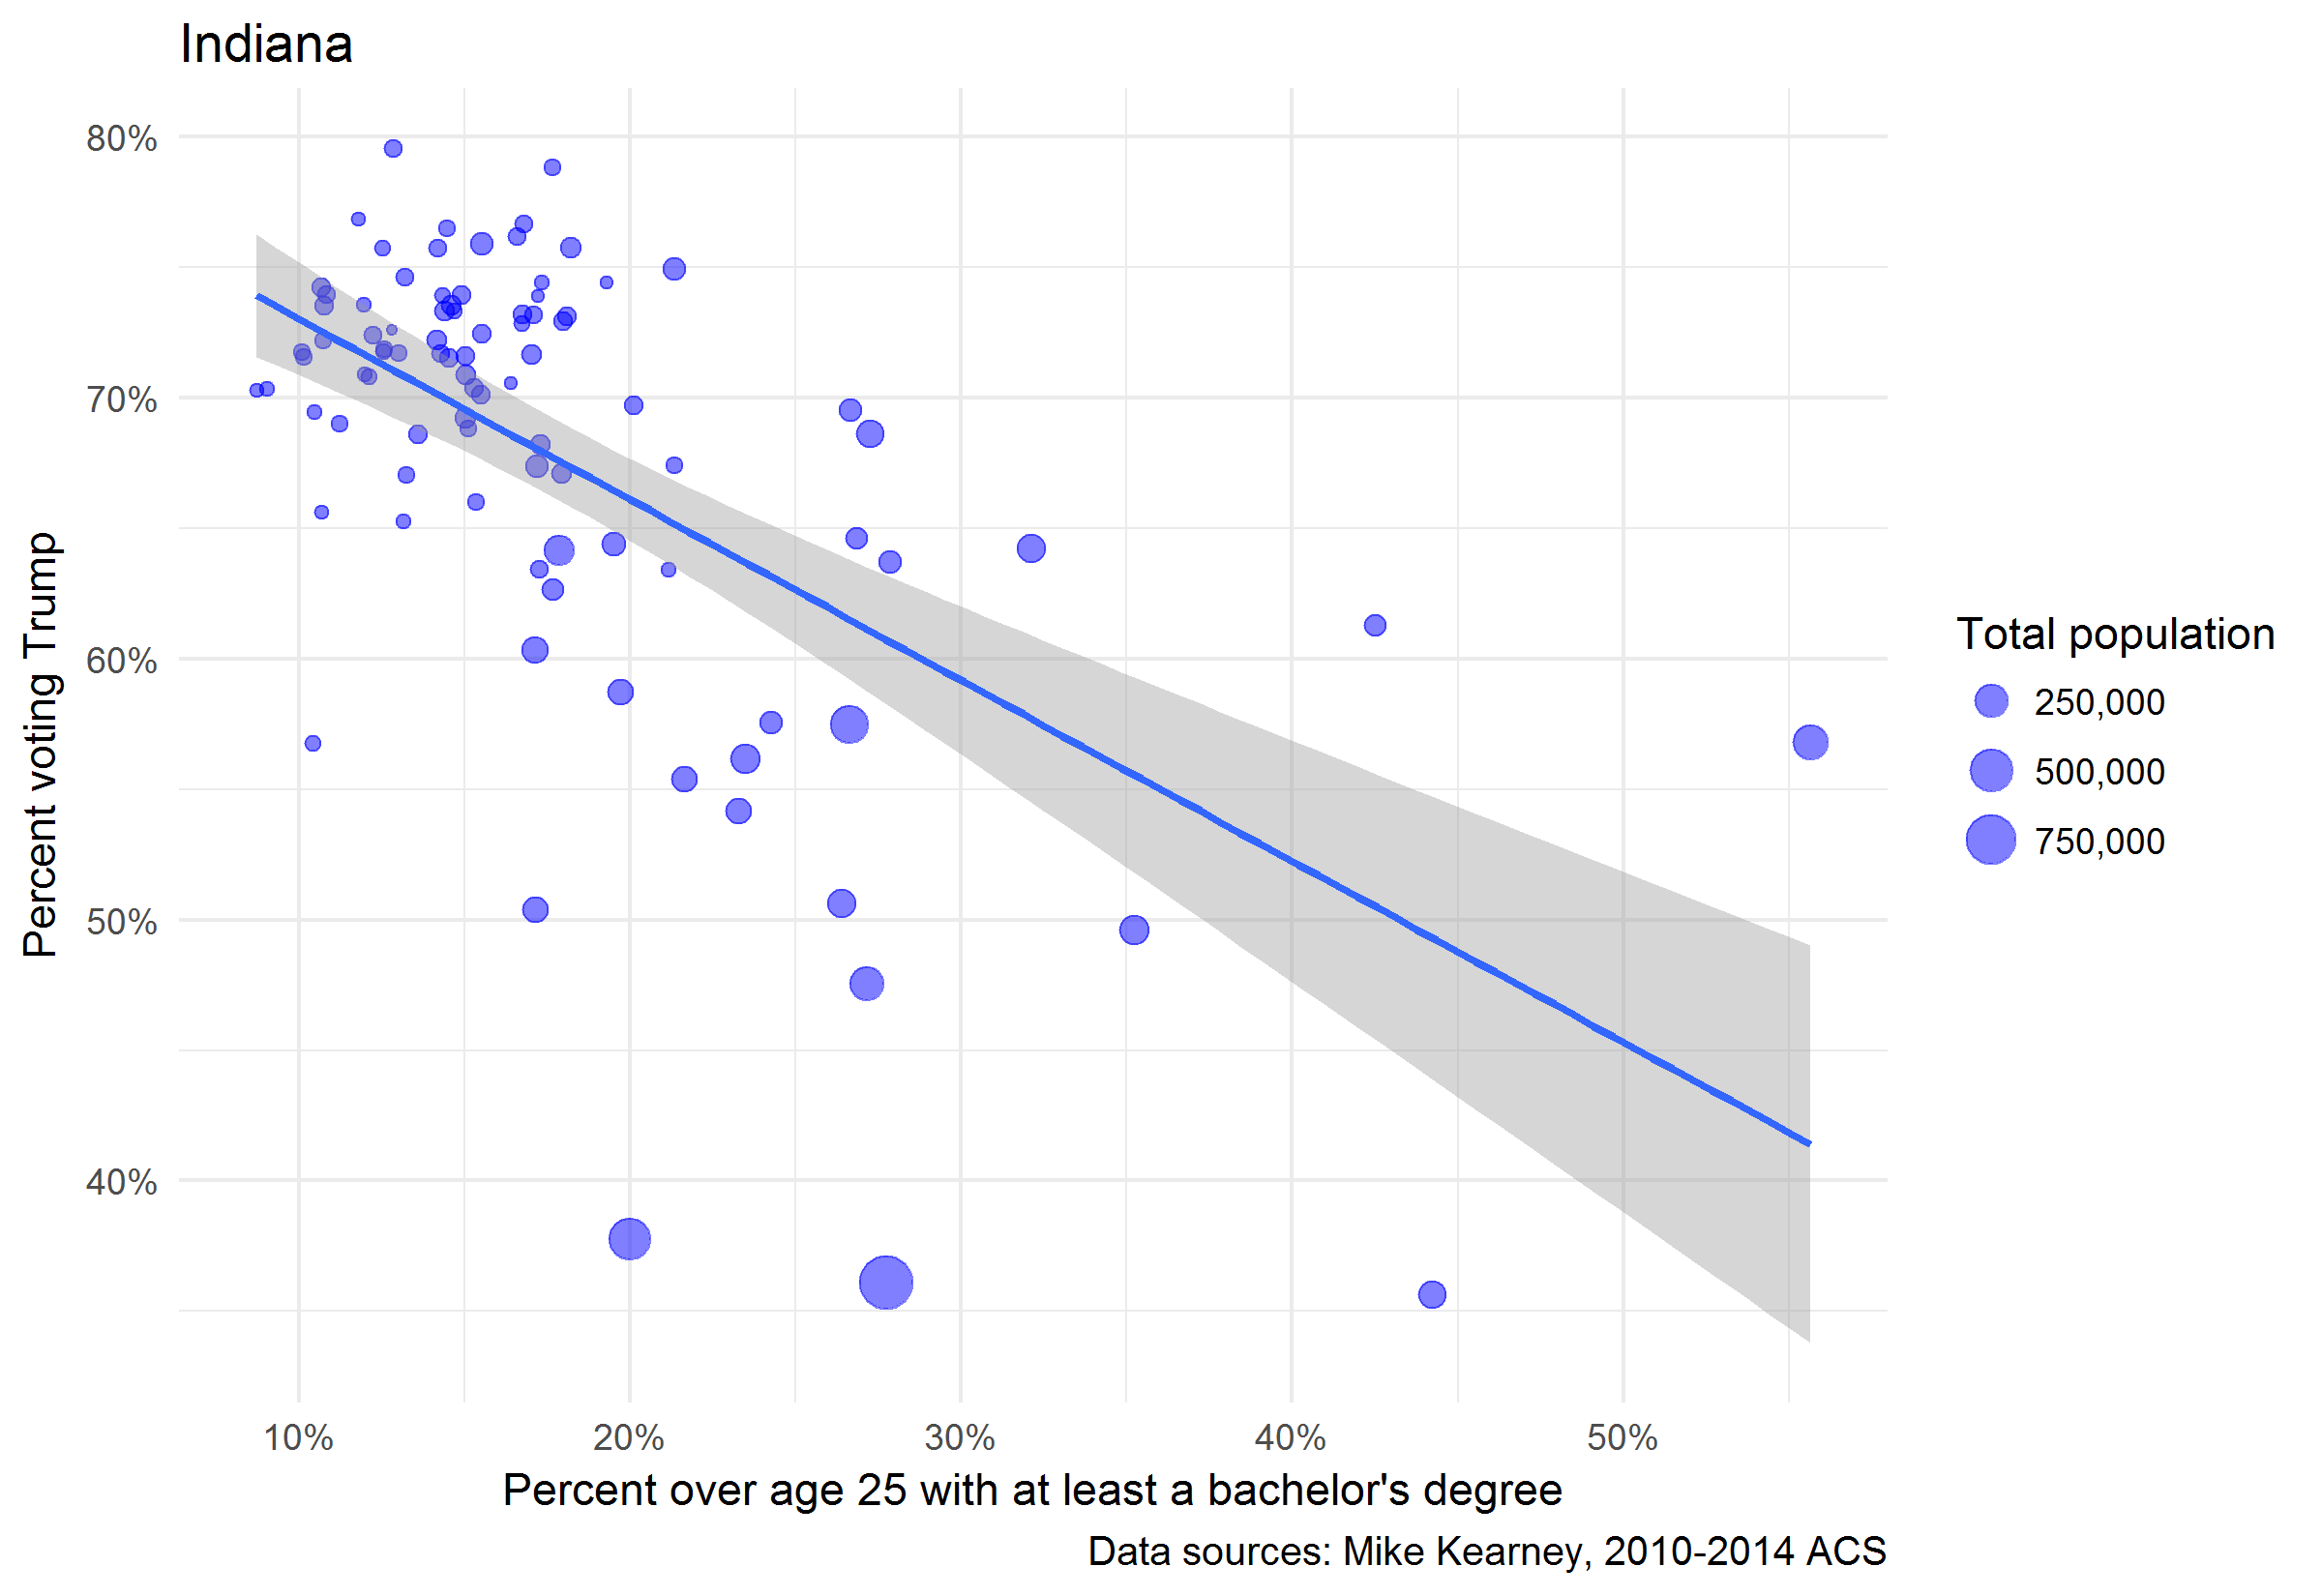 Indiana
80%
70%
60%
50%
40%
Percent voting Trump
10%
20%
30%
40%
50%
Percent over age 25 with at least a bachelor's degree
Data sources: Mike Kearney, 2010-2014 ACS
Total population
250,000
500,000
750,000